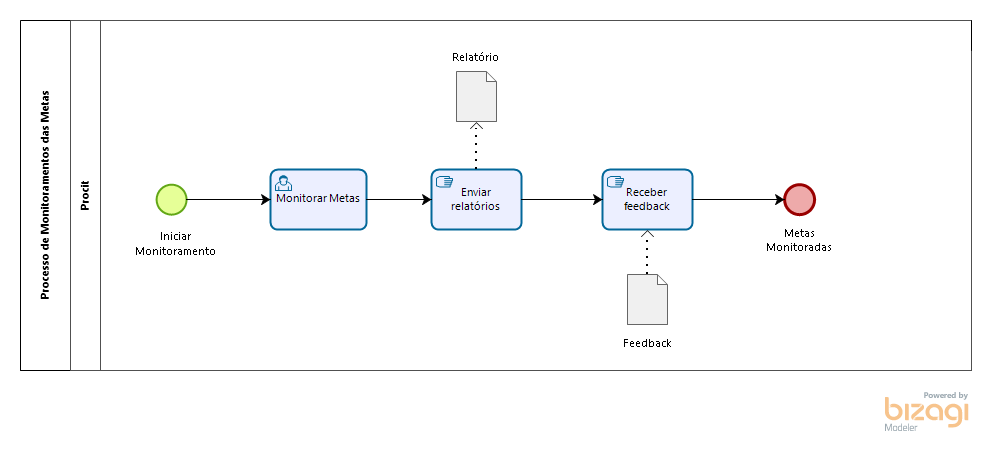 Processo de Monitoramentos das Metas
Procit
Relatório
Monitorar Metas
Enviar
relatórios
Receber
feedback
Iniciar
Monitoramento
Metas
Monitoradas
Feedback
Powered by
bizagi
Modeler